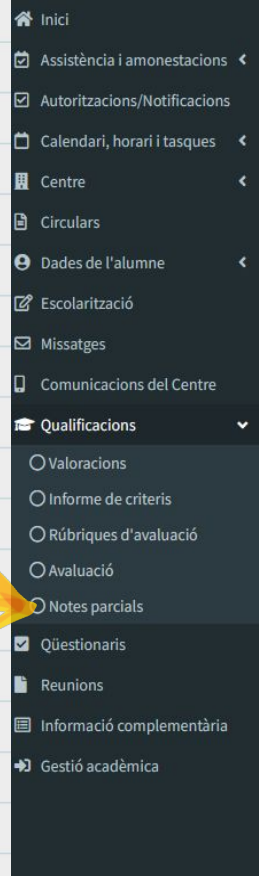 Inici
Assistència i amonestacions
Autoritzacions/Notificacions
Calendari, horari i tasques
Centre
Circulars
Dades de l'alumne
Escolarització
Missatges
Comunicacions del Centre
Qualificacions
Valoracions
Informe de criteris
Rúbriques d'avaluació
Avaluació
Notes parcials
Qüestionaris
Reunions
Informació complementària
Gestió acadèmica